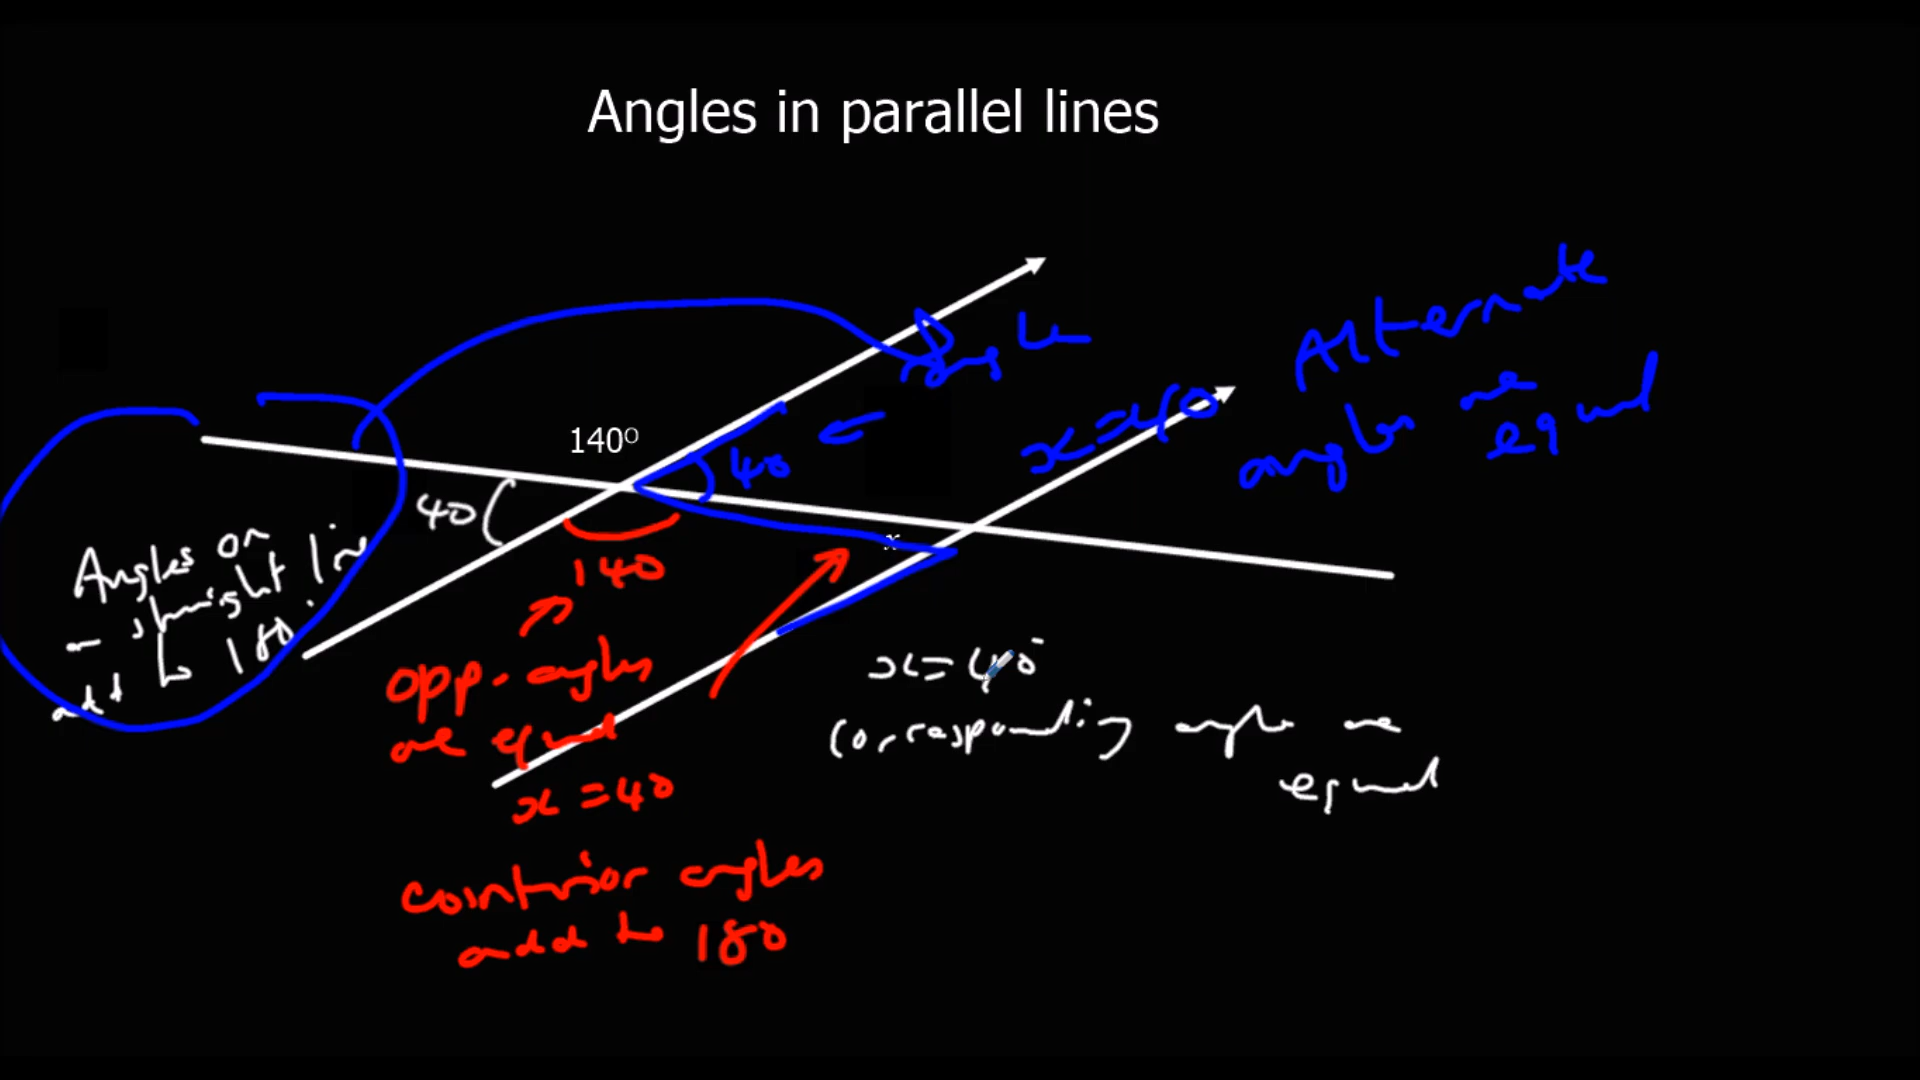 Angles in parallel lines
Alternate
angles are
equal
x=40
140°
40
40
x
140
Angles on
a straight line
add to 180.
opp. angles
are equal
x=40
cointerior angles
add to 180
x=40
Corresponding angles are
equal